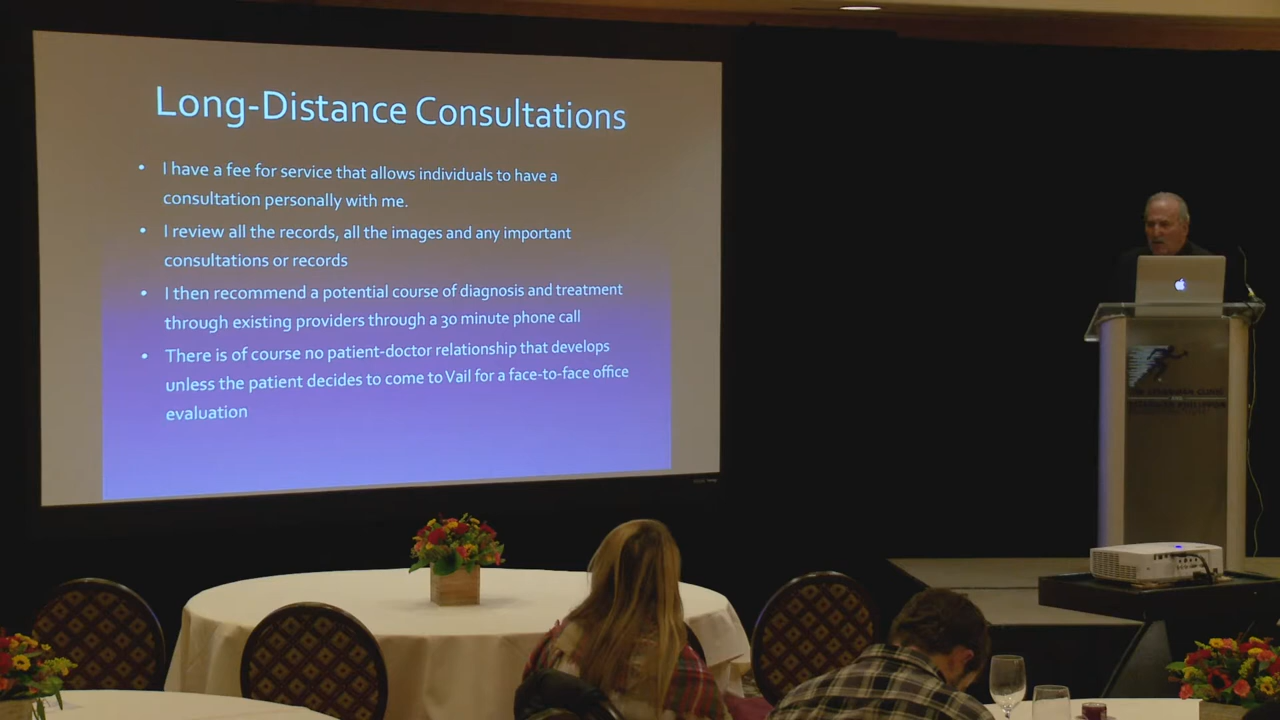 Long-Distance Consultations
• I have a fee for service that allows individuals to have a
consultation personally with me.
• I review all the records, all the images and any important
consultations or records
• I then recommend a potential course of diagnosis and treatment
through existing providers through a 30 minute phone call
• There is of course no patient-doctor relationship that develops
unless the patient decides to come to Vail for a face-to-face office
evaluation